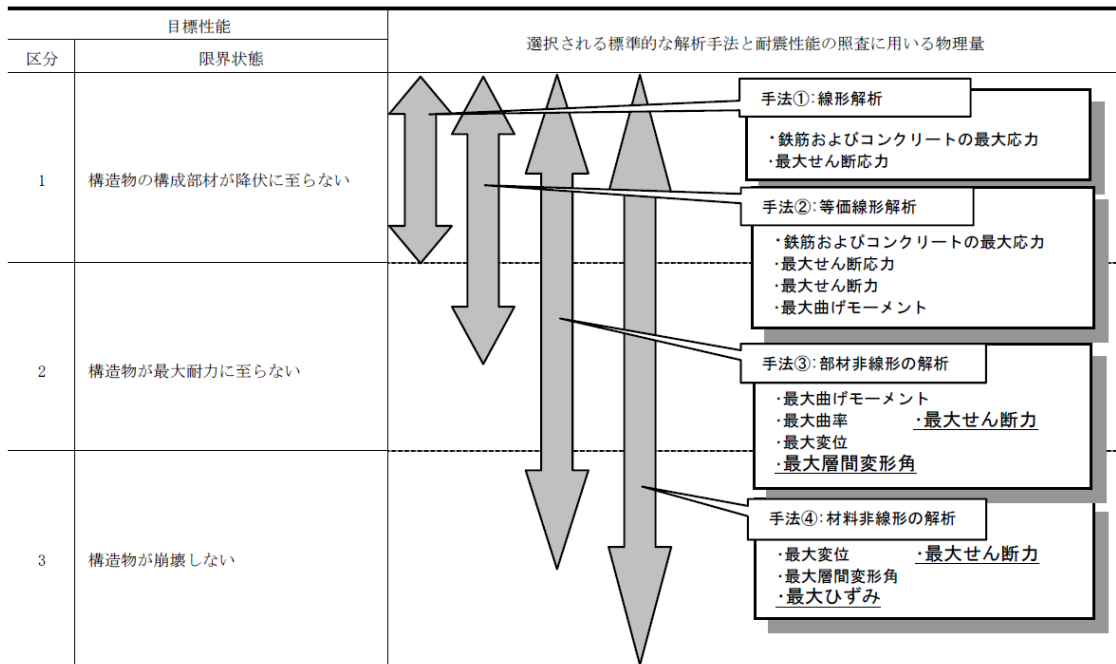 目標性能
選択される標準的な解析手法と耐震性能の照査に用いる物理量
区分
限界状態
1
構造物の構成部材が降伏に至らない
手法①:線形解析
・鉄筋およびコンクリートの最大応力
・最大せん断応力
手法②:等価線形解析
・鉄筋およびコンクリートの最大応力
・最大せん断応力
・最大せん断力
・最大曲げモーメント
2
構造物が最大耐力に至らない
手法③:部材非線形の解析
・最大曲げモーメント
・最大曲率 ・最大せん断力
・最大変位
・最大層間変形角
3
構造物が崩壊しない
手法④:材料非線形の解析
・最大変位 ・最大せん断力
・最大層間変形角
・最大ひずみ